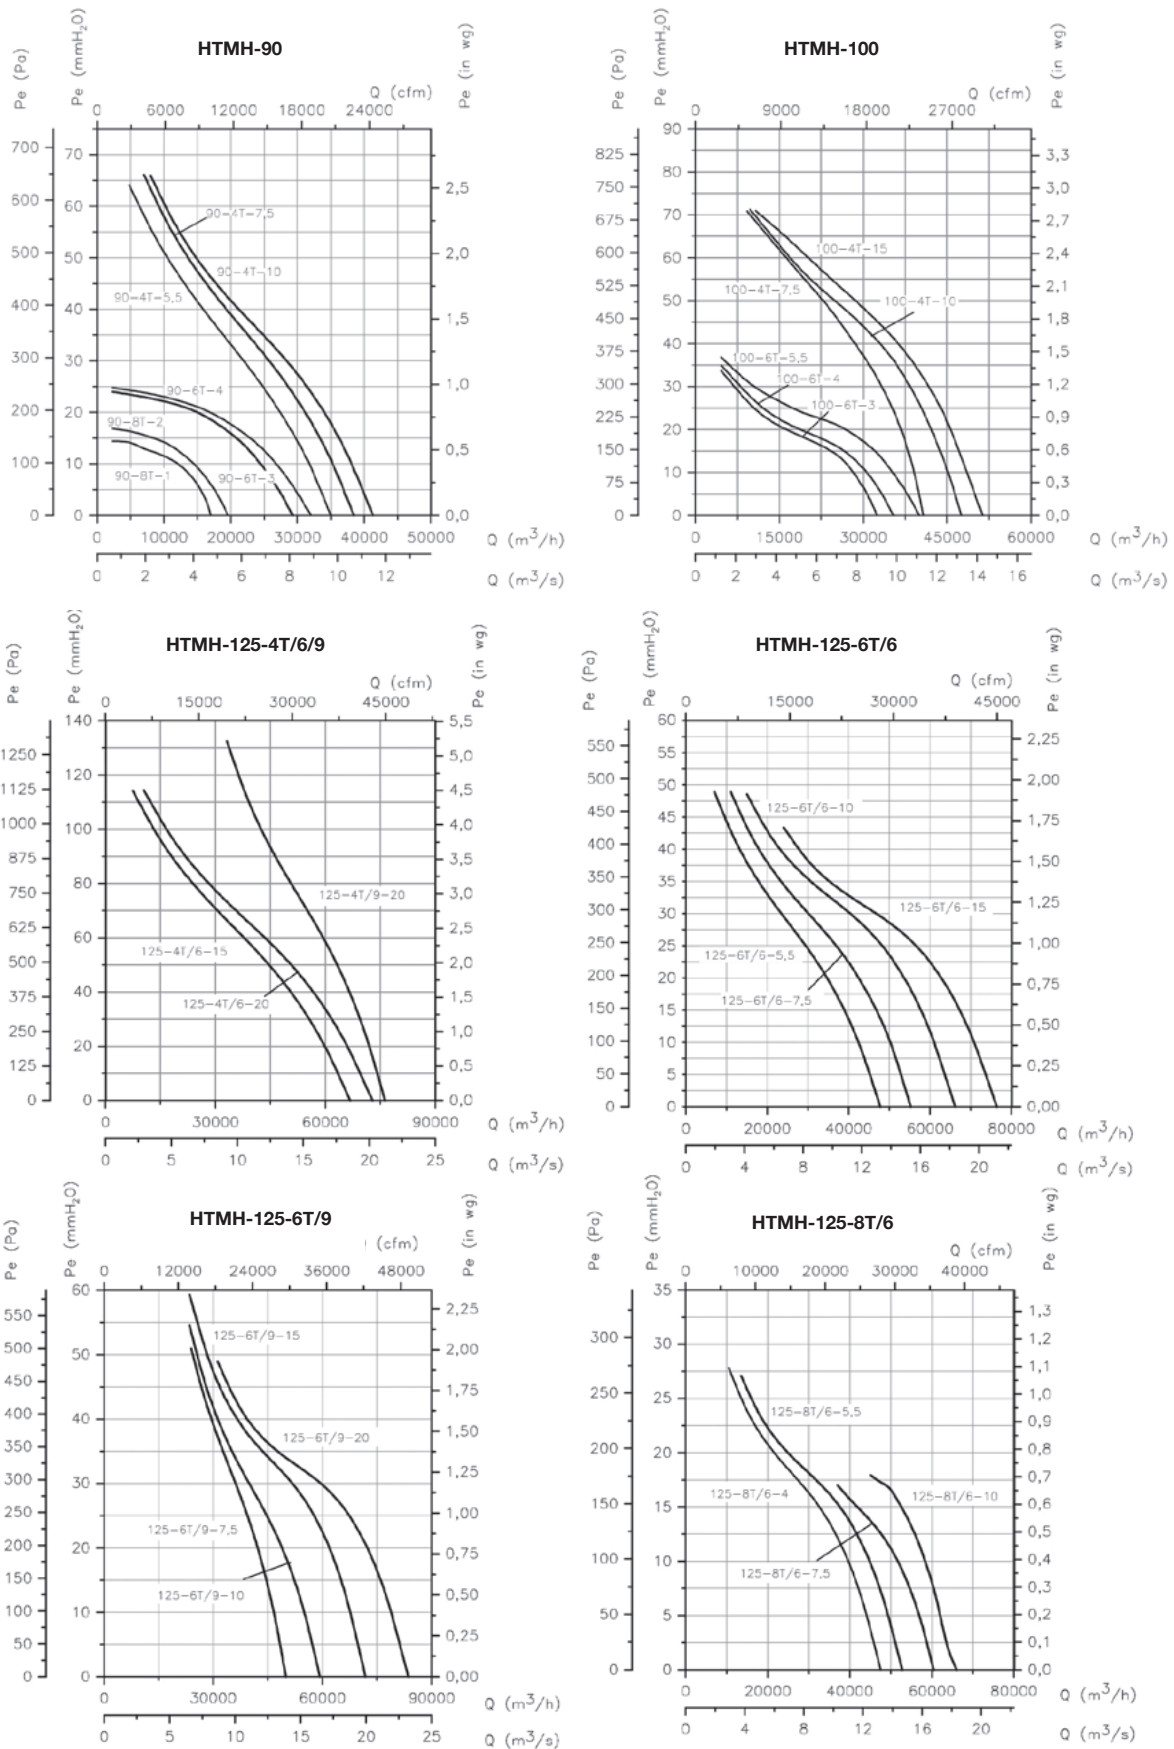 HTMH-90
Pe (Pa)
Pe (mmH2O)
Q (cfm)
Pe (in wg)
0 6000 12000 18000 24000
700 600 500 400 300 200 100 0
70 60 50 40 30 20 10 0
2,5 2,0 1,5 1,0 0,5 0,0
90-4T-7,5
90-4T-10
90-4T-5,5
90-6T-4
90-8T-2
90-8T-1
90-6T-3
0 10000 20000 30000 40000 50000 Q (m³/h)
0 2 4 6 8 10 12 Q (m³/s)
HTMH-100
Pe (Pa)
Pe (mmH2O)
Q (cfm)
Pe (in wg)
0 9000 18000 27000
825 750 675 600 525 450 375 300 225 150 75 0
90 80 70 60 50 40 30 20 10 0
3,3 3,0 2,7 2,4 2,1 1,8 1,5 1,2 0,9 0,6 0,3 0,0
100-4T-15
100-4T-7,5
100-4T-10
100-6T-5,5
100-6T-4
100-6T-3
0 15000 30000 45000 60000 Q (m³/h)
0 2 4 6 8 10 12 14 16 Q (m³/s)
HTMH-125-4T/6/9
Pe (Pa)
Pe (mmH2O)
Q (cfm)
Pe (in wg)
0 15000 30000 45000
1250 1125 1000 875 750 625 500 375 250 125 0
140 120 100 80 60 40 20 0
5,5 5,0 4,5 4,0 3,5 3,0 2,5 2,0 1,5 1,0 0,5 0,0
125-4T/9-20
125-4T/6-15
125-4T/6-20
0 30000 60000 90000 Q (m³/h)
0 5 10 15 20 25 Q (m³/s)
HTMH-125-6T/6
Pe (Pa)
Pe (mmH2O)
Q (cfm)
Pe (in wg)
0 15000 30000 45000
550 500 450 400 350 300 250 200 150 100 50 0
60 55 50 45 40 35 30 25 20 15 10 5 0
2,25 2,00 1,75 1,50 1,25 1,00 0,75 0,50 0,25 0,00
125-6T/6-10
125-6T/6-15
125-6T/6-5,5
125-6T/6-7,5
0 20000 40000 60000 80000 Q (m³/h)
0 4 8 12 16 20 Q (m³/s)
HTMH-125-6T/9
Pe (Pa)
Pe (mmH2O)
(cfm)
Pe (in wg)
0 12000 24000 36000 48000
550 500 450 400 350 300 250 200 150 100 50 0
60 50 40 30 20 10 0
2,25 2,00 1,75 1,50 1,25 1,00 0,75 0,50 0,25 0,00
125-6T/9-15
125-6T/9-20
125-6T/9-7,5
125-6T/9-10
0 30000 60000 90000 Q (m³/h)
0 5 10 15 20 25 Q (m³/s)
HTMH-125-8T/6
Pe (Pa)
Pe (mmH2O)
Q (cfm)
Pe (in wg)
0 10000 20000 30000 40000
300 250 200 150 100 50 0
35 30 25 20 15 10 5 0
1,3 1,2 1,1 1,0 0,9 0,8 0,7 0,6 0,5 0,4 0,3 0,2 0,1 0,0
125-8T/6-5,5
125-8T/6-4
125-8T/6-10
125-8T/6-7,5
0 20000 40000 60000 80000 Q (m³/h)
0 4 8 12 16 20 Q (m³/s)